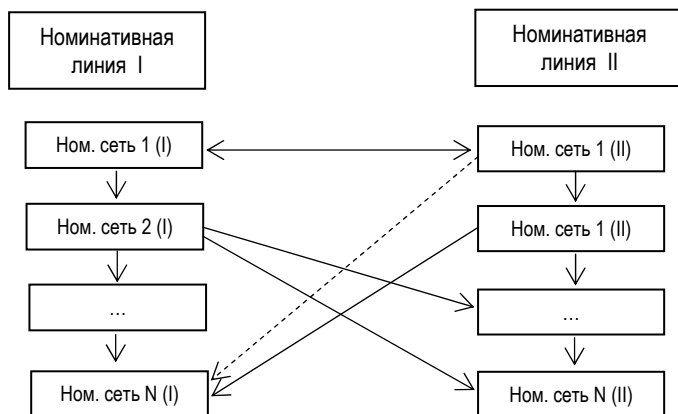 Номинативная
линия I
Номинативная
линия II
Ном. сеть 1 (I)
Ном. сеть 1 (II)
Ном. сеть 2 (I)
Ном. сеть 1 (II)
...
...
Ном. сеть N (I)
Ном. сеть N (II)